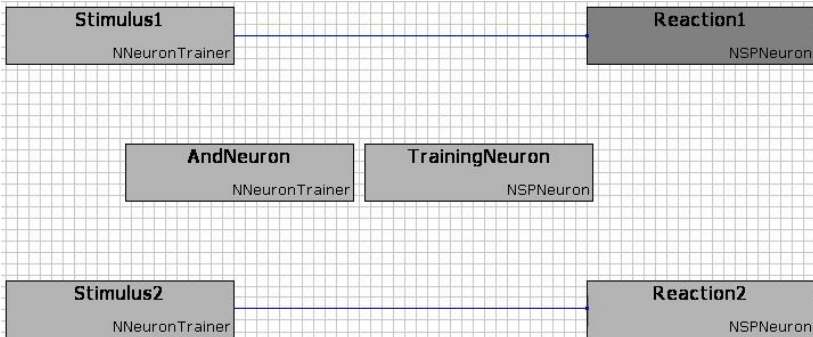 Stimulus1
NNeuronTrainer
Reaction1
NSPNeuron
AndNeuron
NNeuronTrainer
TrainingNeuron
NSPNeuron
Stimulus2
NNeuronTrainer
Reaction2
NSPNeuron